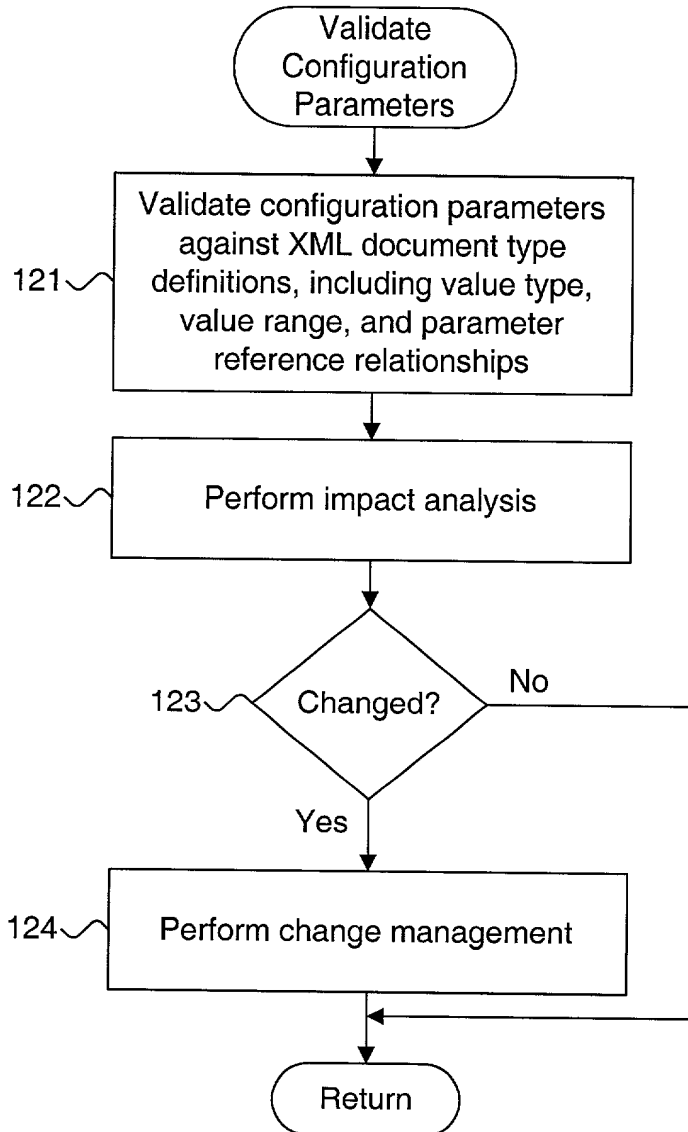 Validate
Configuration
Parameters
Validate configuration parameters
against XML document type
definitions, including value type,
value range, and parameter
reference relationships
121
Perform impact analysis
122
Changed?
123
No
Yes
Perform change management
124
Return